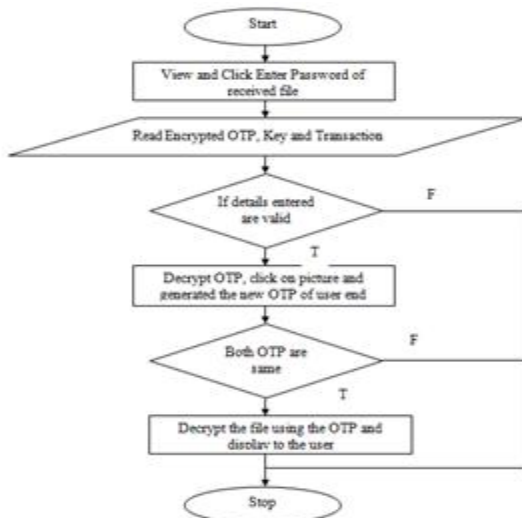 Start
View and Click Enter Password of
received file
Read Encrypted OTP, Key and Transaction
If details entered
are valid
F
T
Decrypt OTP, click on picture and
generated the new OTP of user end
Both OTP are
same
F
T
Decrypt the file using the OTP and
display to the user
Stop